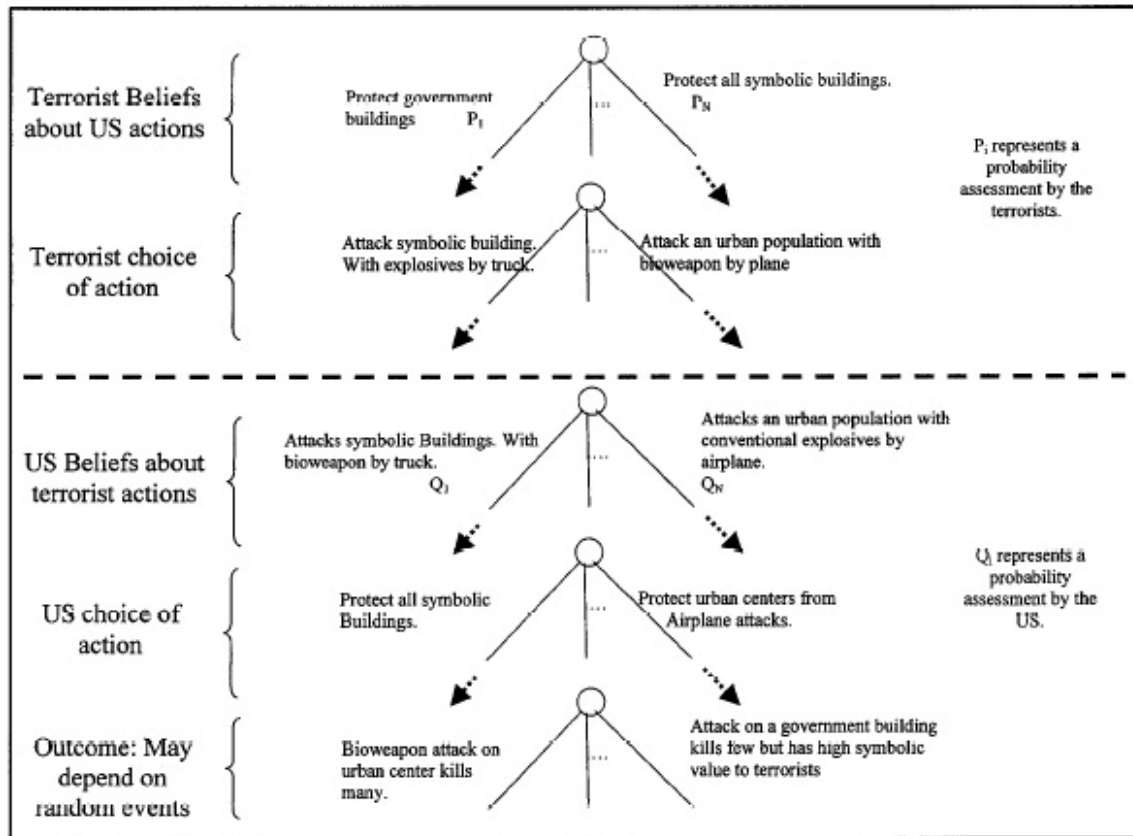 Terrorist Beliefs
about US actions
Protect government
buildings P₁
...
Protect all symbolic buildings.
P_N
P_i represents a
probability
assessment by the
terrorists.
Terrorist choice
of action
Attack symbolic building.
With explosives by truck.
...
Attack an urban population with
bioweapon by plane
US Beliefs about
terrorist actions
Attacks symbolic Buildings. With
bioweapon by truck.
Q₁
...
Attacks an urban population with
conventional explosives by
airplane.
Q_N
Q_i represents a
probability
assessment by the
US.
US choice of
action
Protect all symbolic
Buildings.
...
Protect urban centers from
Airplane attacks.
Outcome: May
depend on
random events
Bioweapon attack on
urban center kills
many.
...
Attack on a government building
kills few but has high symbolic
value to terrorists